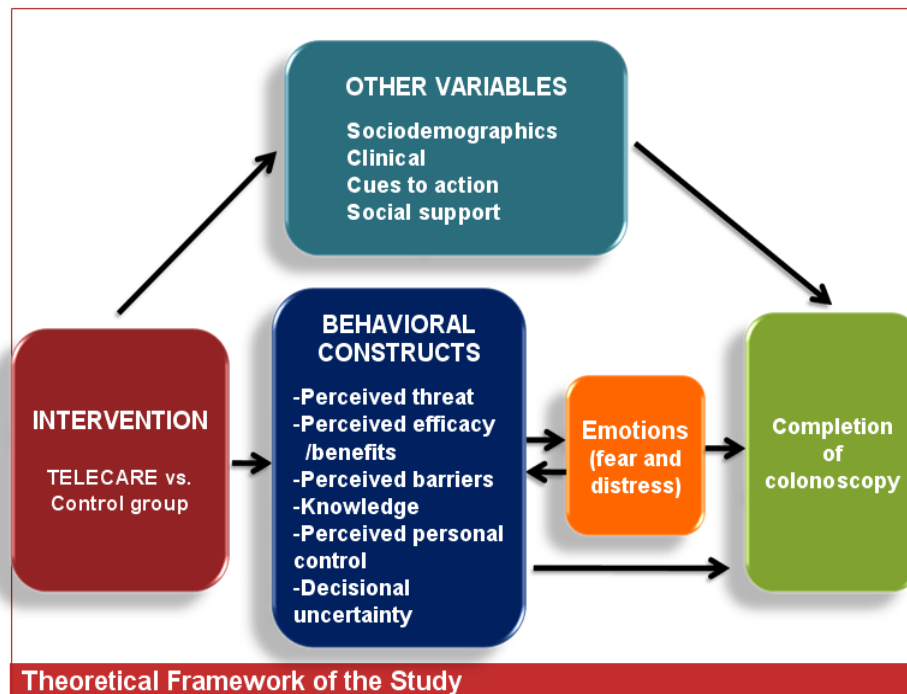 OTHER VARIABLES
Sociodemographics
Clinical
Cues to action
Social support
INTERVENTION
TELECARE vs.
Control group
BEHAVIORAL
CONSTRUCTS
-Perceived threat
-Perceived efficacy
/benefits
-Perceived barriers
-Knowledge
-Perceived personal
control
-Decisional
uncertainty
Emotions
(fear and
distress)
Completion
of
colonoscopy
Theoretical Framework of the Study